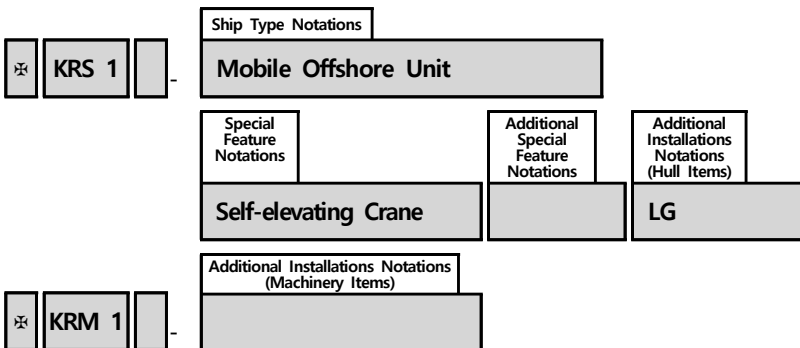 Ship Type Notations
✠ KRS 1 - Mobile Offshore Unit
Special
Feature
Notations
Additional
Special
Feature
Notations
Additional
Installations
Notations
(Hull Items)
Self-elevating Crane
LG
Additional Installations Notations
(Machinery Items)
✠ KRM 1 -